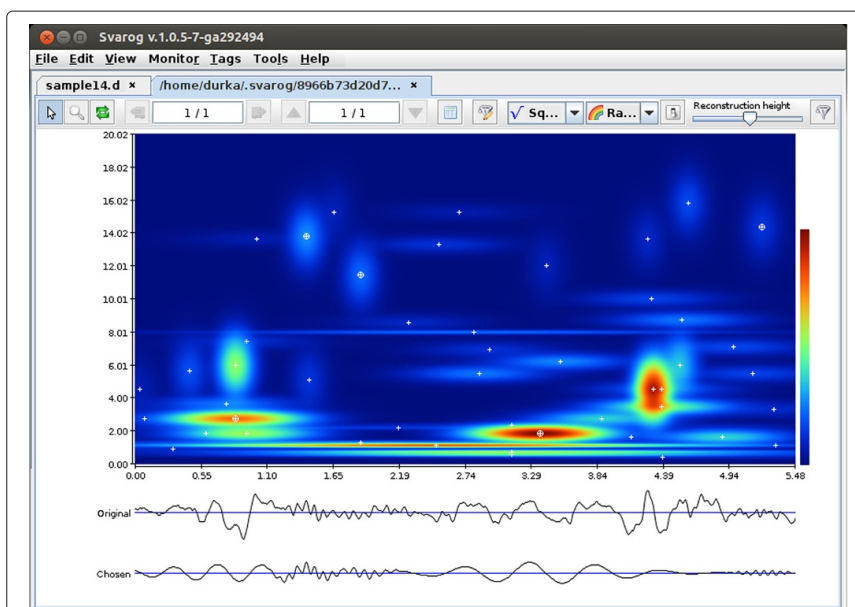 Svarog v.1.0.5-7-ga292494
File Edit View Monitor Tags Tools Help
sample14.d × /home/durka/.svarog/8966b73d20d7... ×
1 / 1 1 / 1 √ Sq... Ra... Reconstruction height
20.02
18.02
16.02
14.02
12.01
10.01
8.01
6.01
4.00
2.00
0.00
0.00 0.55 1.10 1.65 2.19 2.74 3.29 3.84 4.39 4.94 5.48
Original
Chosen